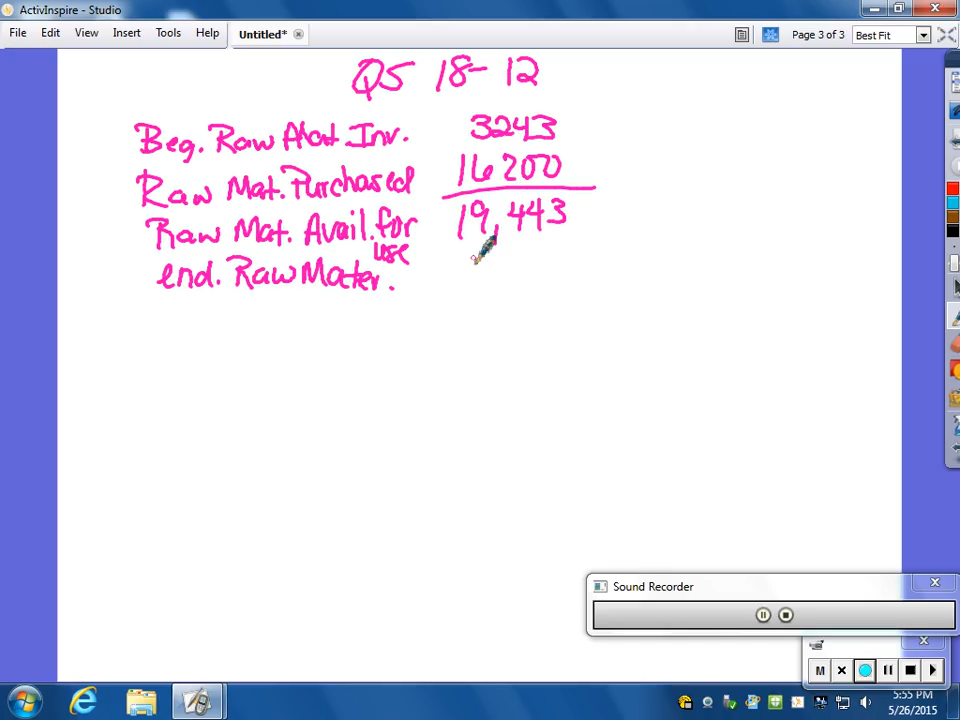 ActivInspire - Studio
File Edit View Insert Tools Help Untitled* Page 3 of 3 Best Fit
Q5 18-12
Beg. Raw Mat. Inv. 3243
Raw Mat. Purchased 16200
Raw Mat. Avail. for use 19,443
end. Raw Mater.
Sound Recorder
M
5:55 PM
5/26/2015